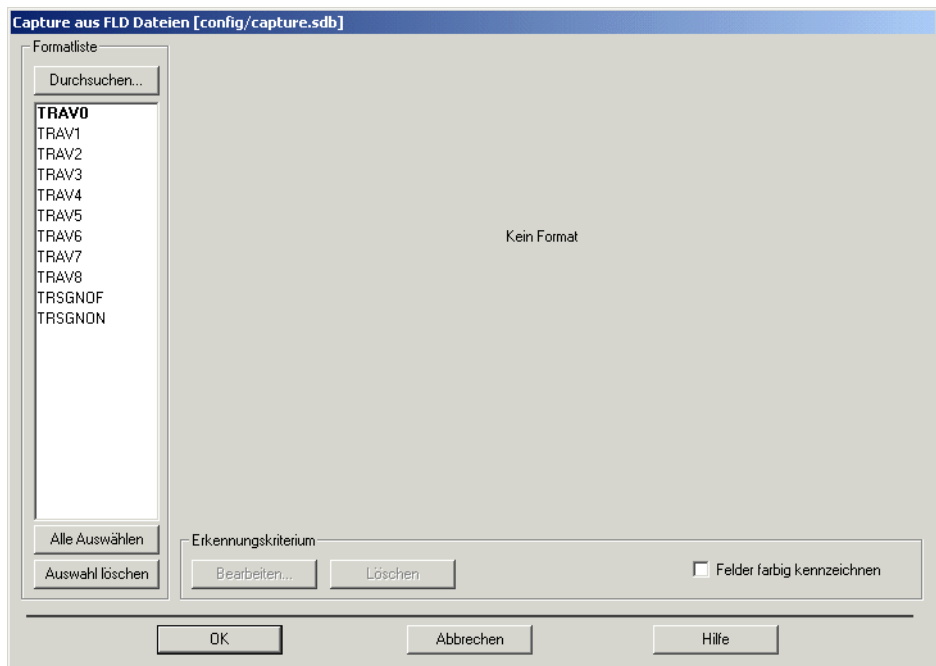 Capture aus FLD Dateien [config/capture.sdb]
Formatliste
Durchsuchen...
TRAV0
TRAV1
TRAV2
TRAV3
TRAV4
TRAV5
TRAV6
TRAV7
TRAV8
TRSGNOF
TRSGNON
Kein Format
Alle Auswählen
Auswahl löschen
Erkennungskriterium
Bearbeiten...
Löschen
Felder farbig kennzeichnen
OK
Abbrechen
Hilfe